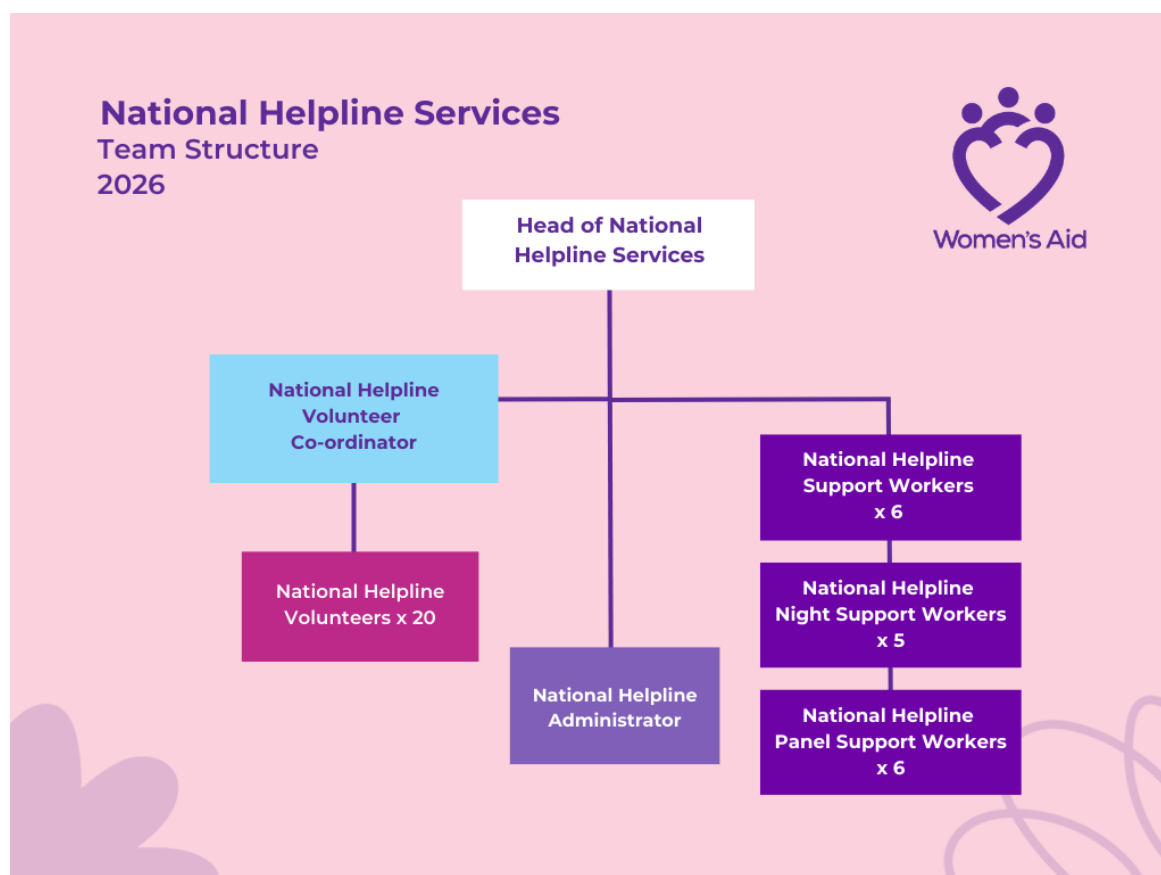 National Helpline Services
Team Structure
2026
Women's Aid
Head of National
Helpline Services
National Helpline
Volunteer
Co-ordinator
National Helpline
Support Workers
x 6
National Helpline
Volunteers x 20
National Helpline
Night Support Workers
x 5
National Helpline
Administrator
National Helpline
Panel Support Workers
x 6